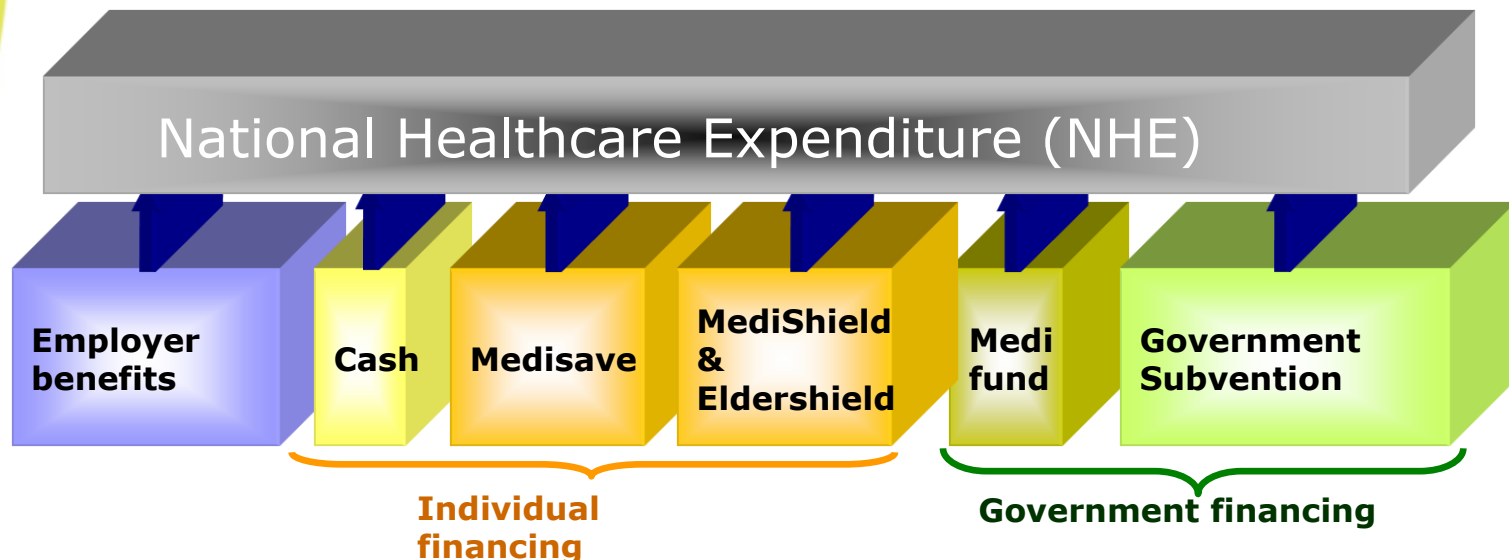 National Healthcare Expenditure (NHE)
Employer
benefits
Cash
Medisave
MediShield
&
Eldershield
Medi
fund
Government
Subvention
Individual
financing
Government financing